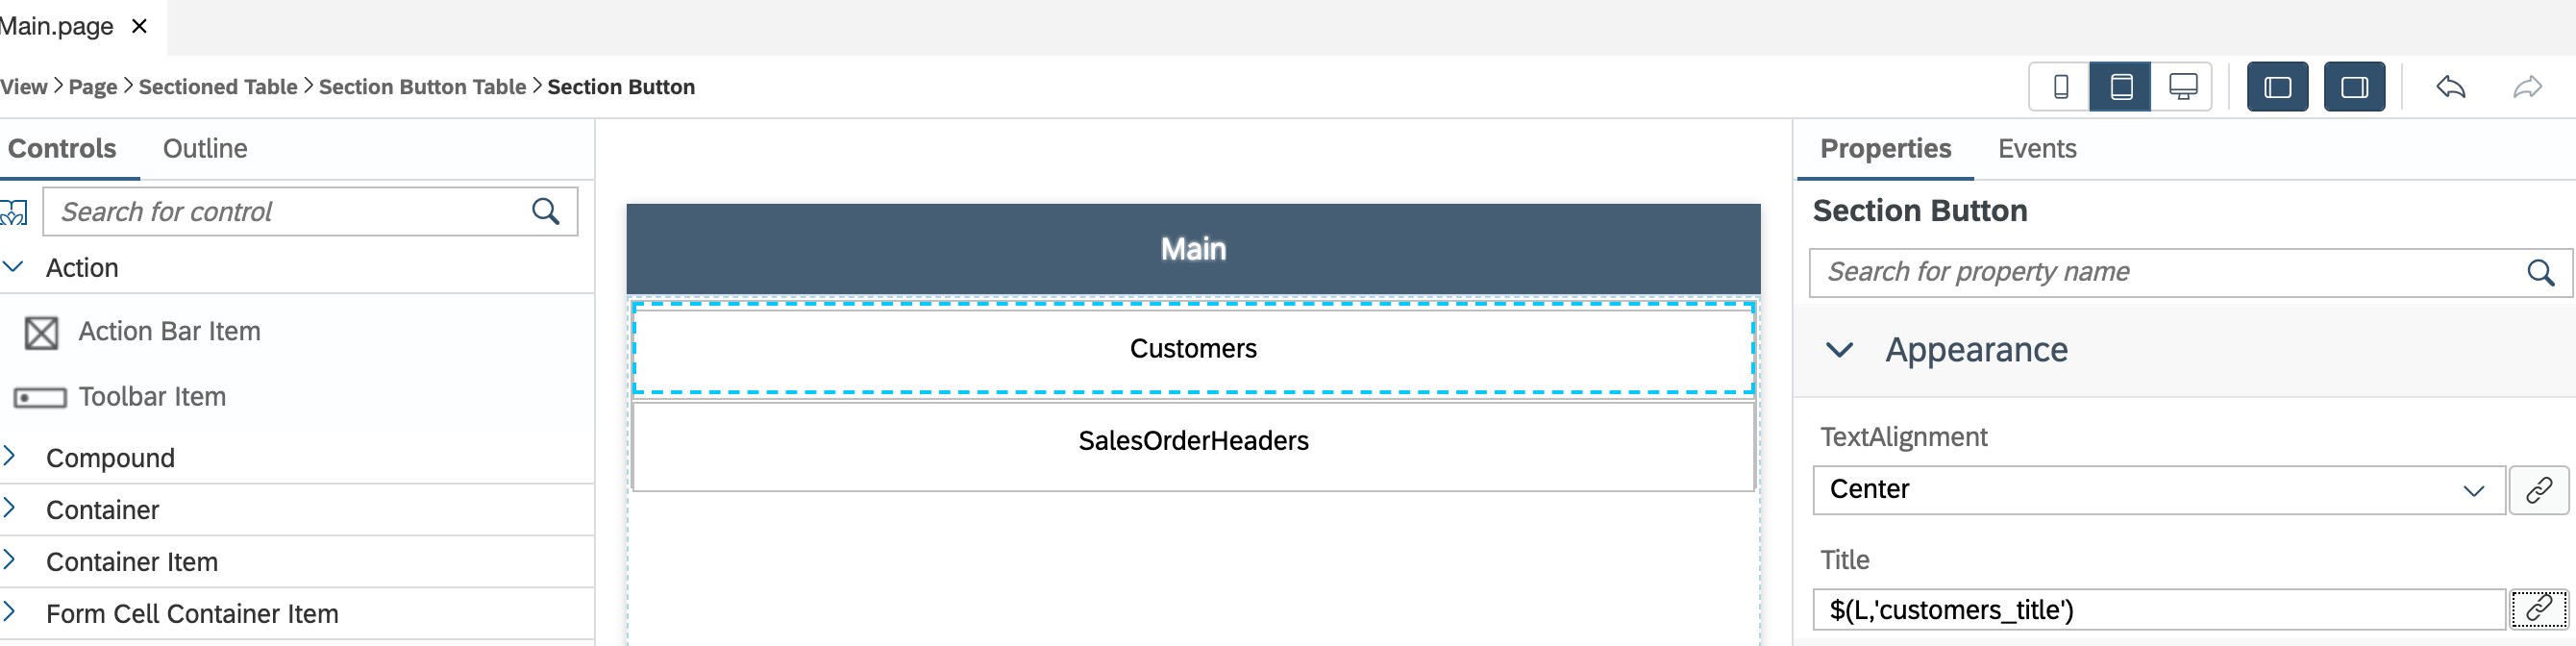 Main.page
View > Page > Sectioned Table > Section Button Table > Section Button
Controls
Outline
Search for control
Action
Action Bar Item
Toolbar Item
Compound
Container
Container Item
Form Cell Container Item
Main
Customers
SalesOrderHeaders
Properties
Events
Section Button
Search for property name
Appearance
TextAlignment
Center
Title
$(L,'customers_title')